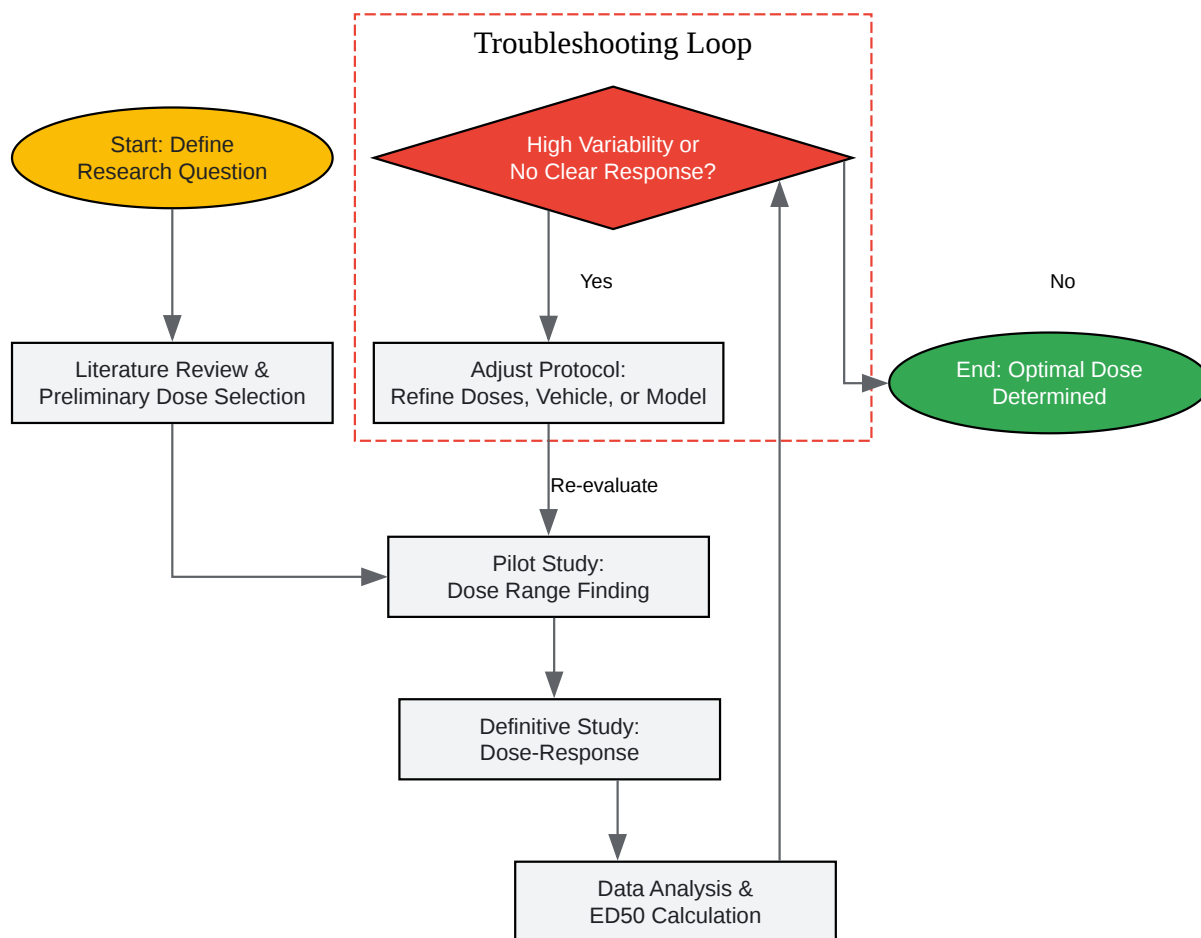 Troubleshooting Loop
Start: Define
Research Question
High Variability or
No Clear Response?
Yes
No
Literature Review &
Preliminary Dose Selection
Adjust Protocol:
Refine Doses, Vehicle, or Model
End: Optimal Dose
Determined
Re-evaluate
Pilot Study:
Dose Range Finding
Definitive Study:
Dose-Response
Data Analysis &
ED50 Calculation